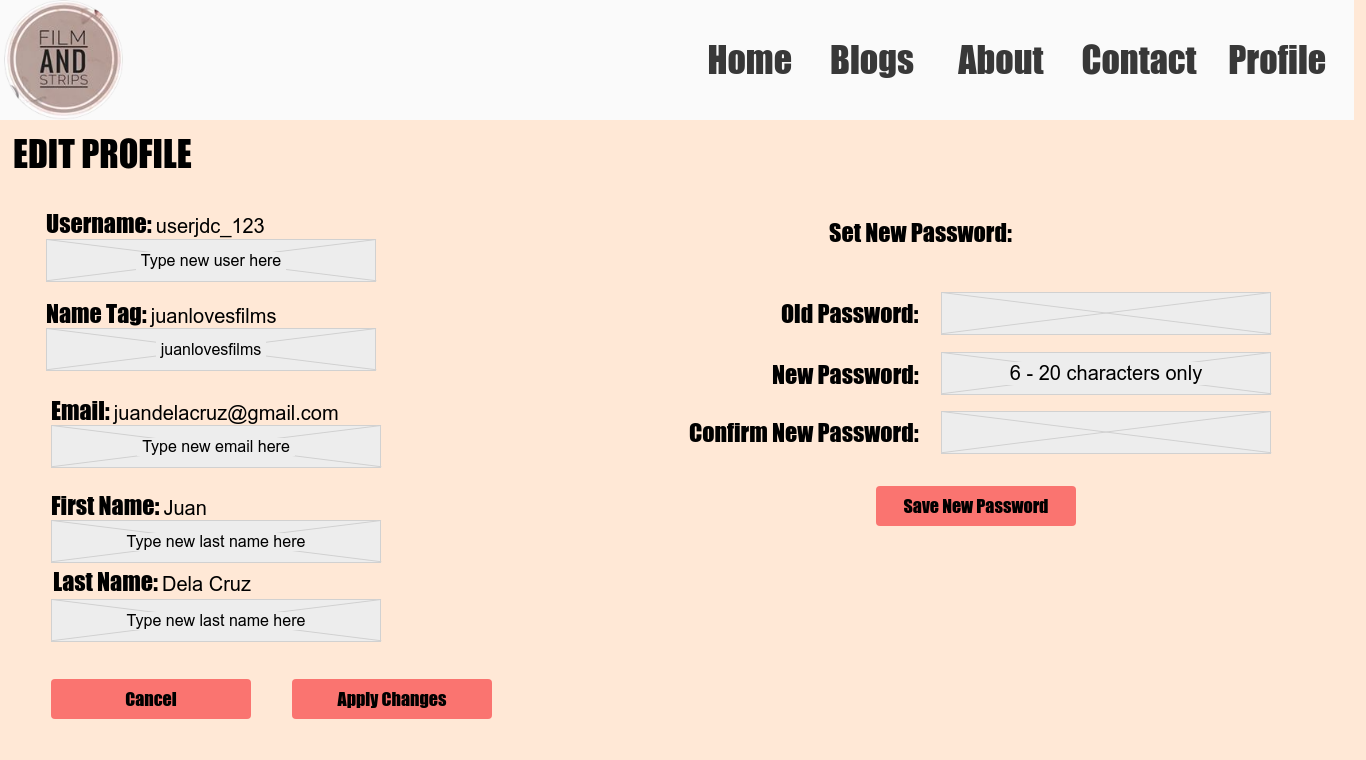 FILM
AND
STRIPS
Home Blogs About Contact Profile
EDIT PROFILE
Username: userjdc_123
Type new user here
Name Tag: juanlovesfilms
juanlovesfilms
Email: juandelacruz@gmail.com
Type new email here
First Name: Juan
Type new last name here
Last Name: Dela Cruz
Type new last name here
Cancel Apply Changes
Set New Password:
Old Password:
New Password: 6 - 20 characters only
Confirm New Password:
Save New Password